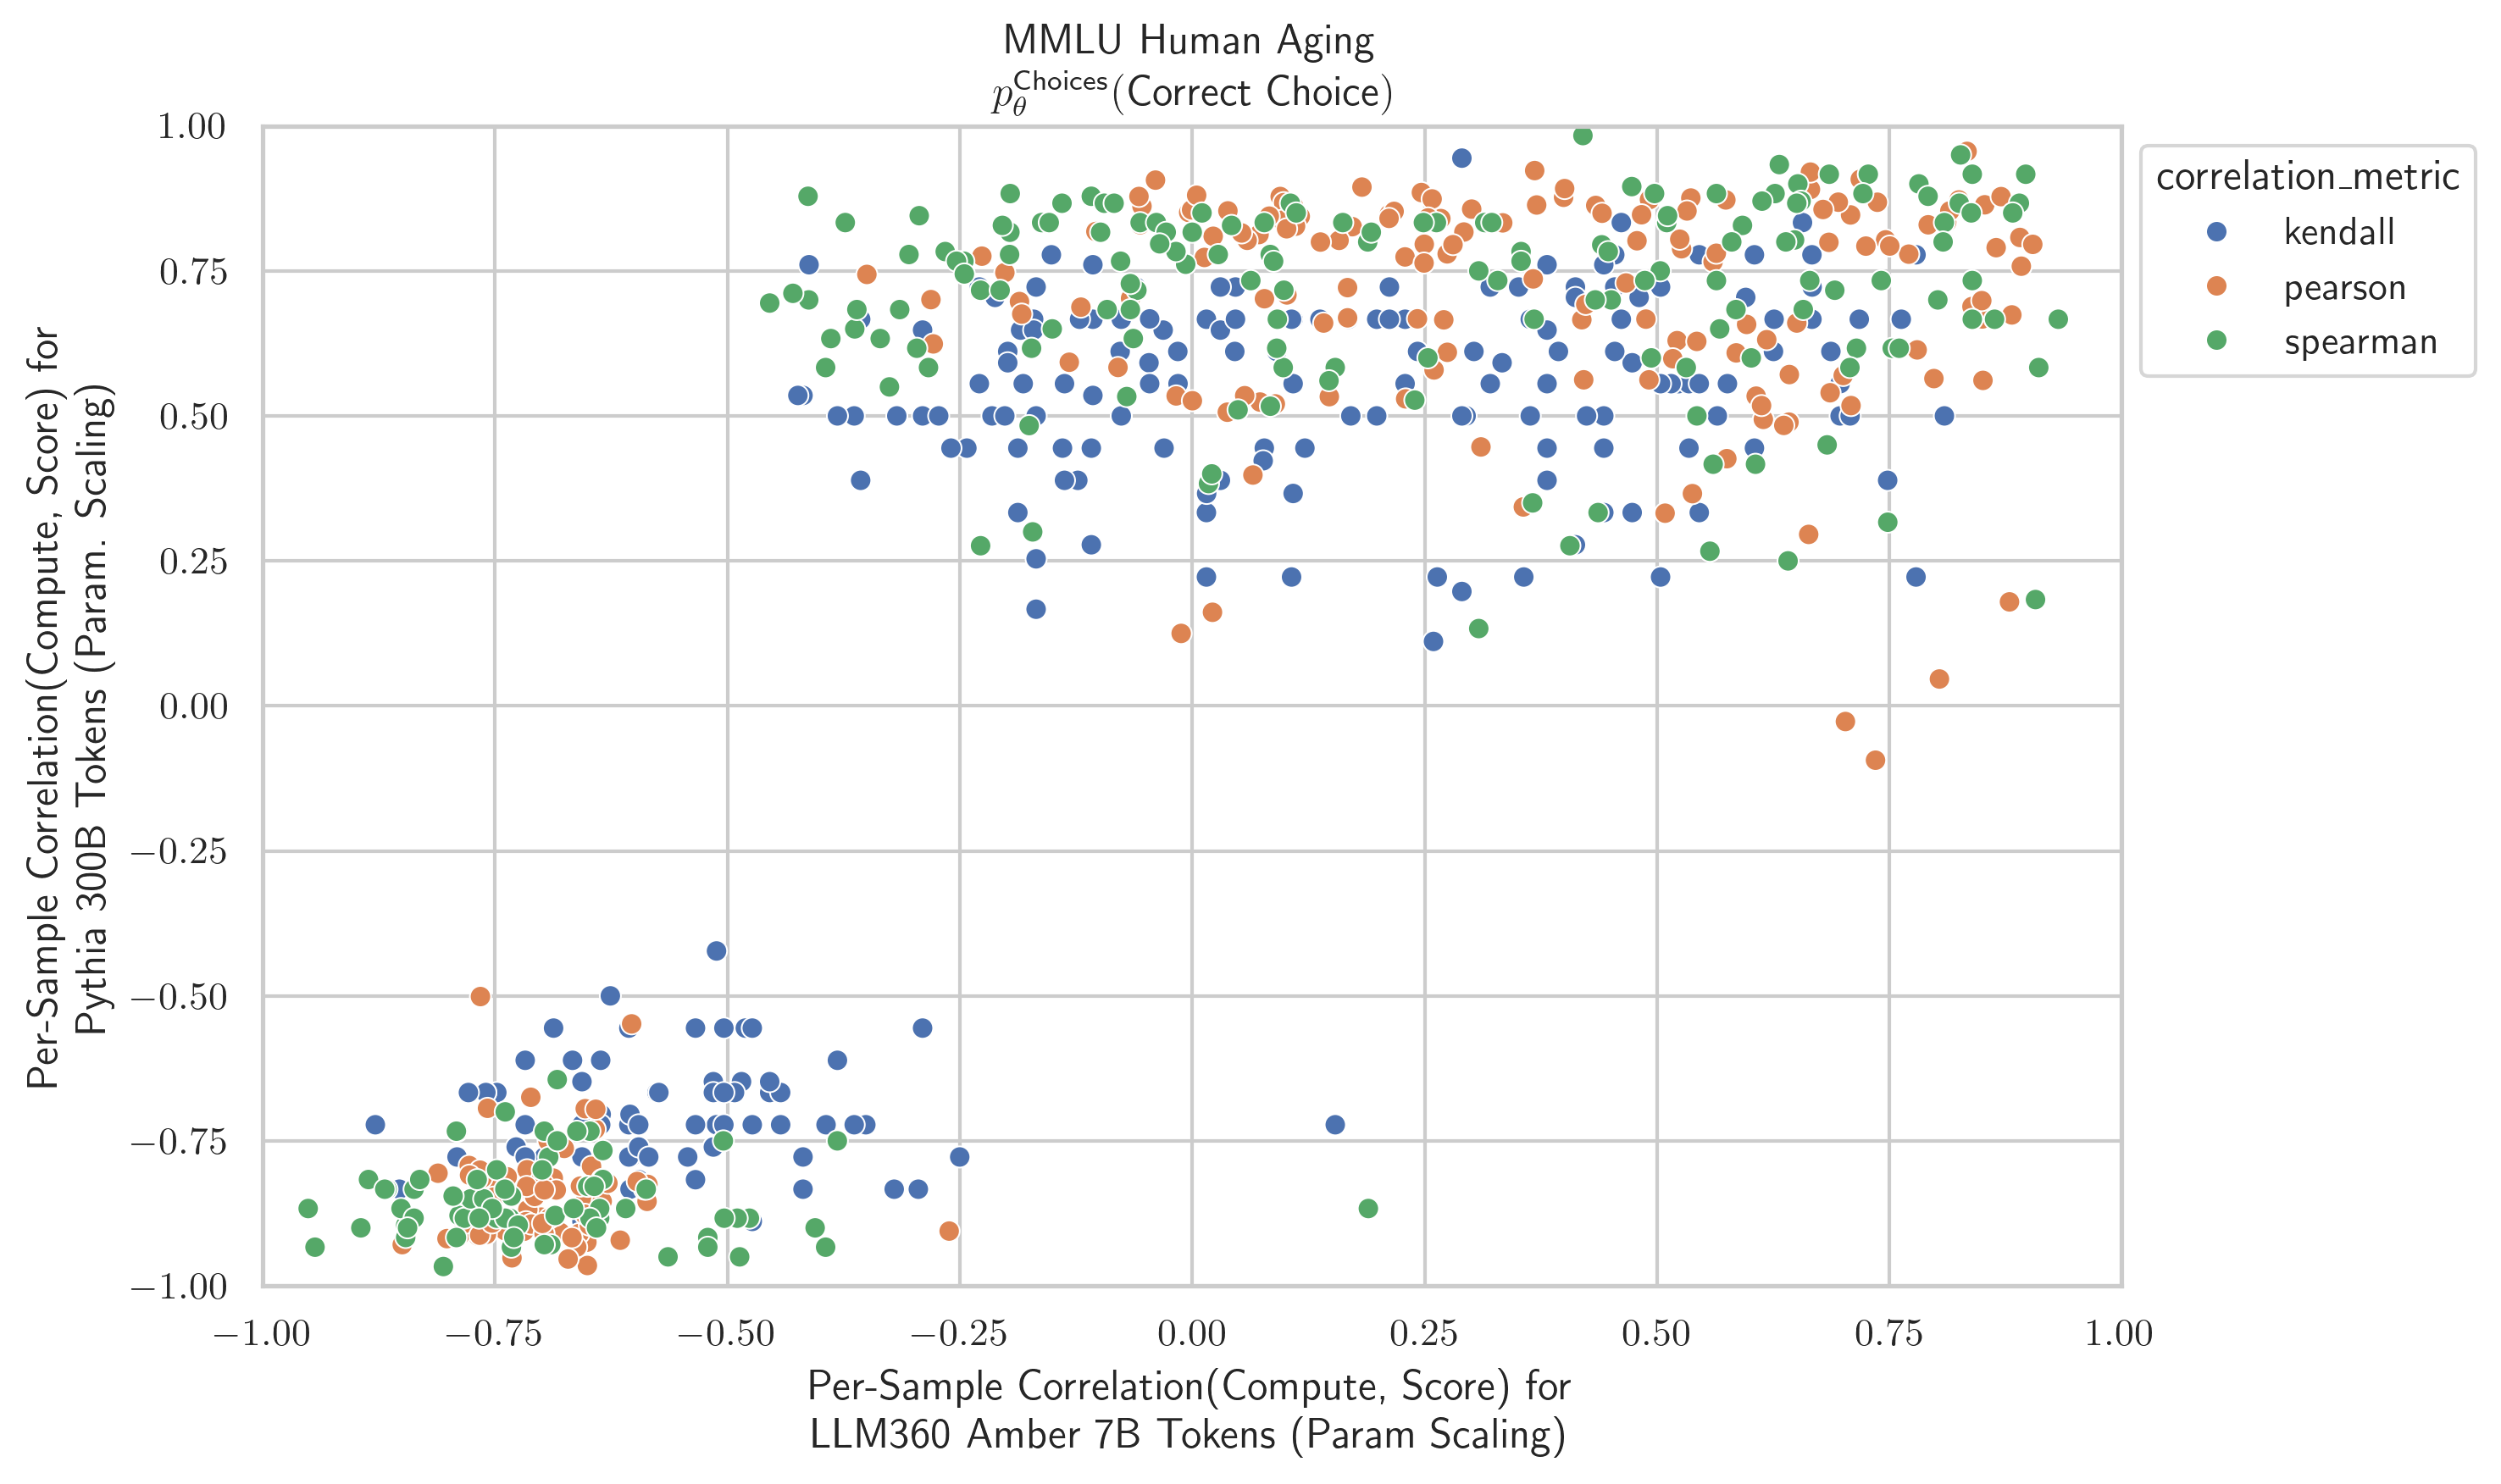 MMLU Human Aging
p_θ^Choices(Correct Choice)
1.00
0.75
0.50
0.25
0.00
−0.25
−0.50
−0.75
−1.00
Per-Sample Correlation(Compute, Score) for
Pythia 300B Tokens (Param. Scaling)
−1.00
−0.75
−0.50
−0.25
0.00
0.25
0.50
0.75
1.00
Per-Sample Correlation(Compute, Score) for
LLM360 Amber 7B Tokens (Param Scaling)
correlation_metric
kendall
pearson
spearman